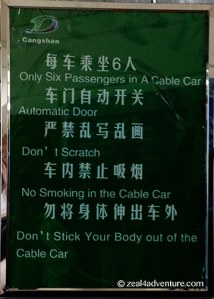 Cangshan
每车乘坐6人
Only Six Passengers in A Cable Car
车门自动开关
Automatic Door
严禁乱写乱画
Don't Scratch
车内禁止吸烟
No Smoking in the Cable Car
勿将身体伸出车外
Don't Stick Your Body out of the
Cable Car
© zeal4adventure.com